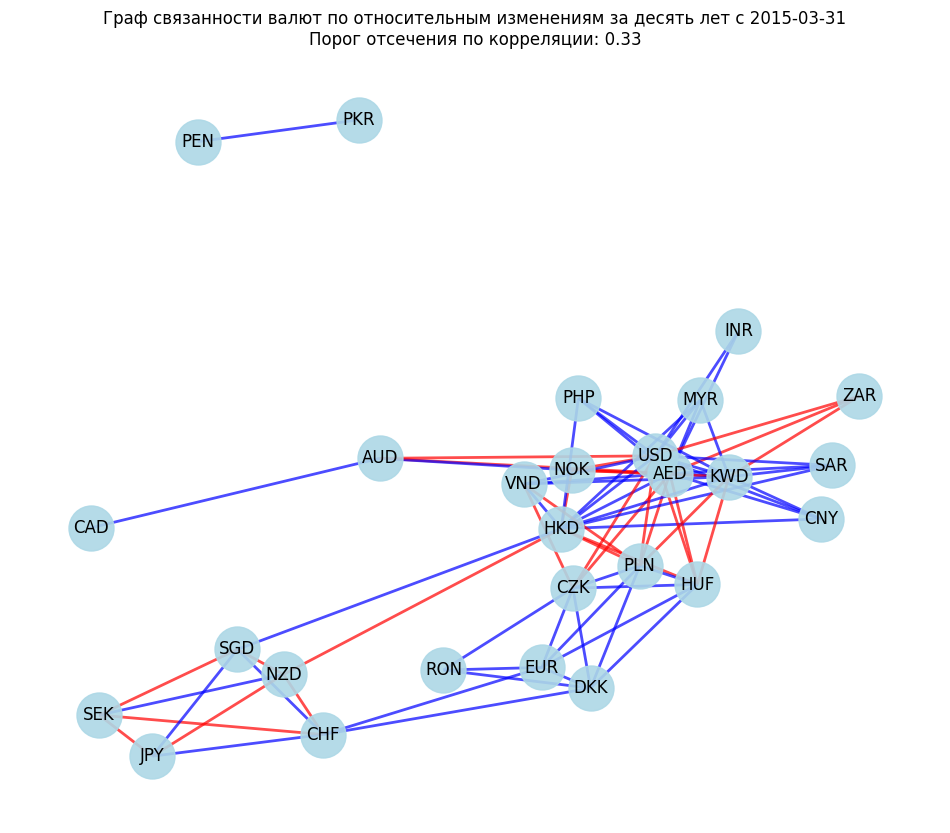 Граф связанности валют по относительным изменениям за десять лет с 2015-03-31
Порог отсечения по корреляции: 0.33
PKR
PEN
INR
ZAR
PHP
MYR
AUD
USD
SAR
NOK
AED
KWD
VND
CNY
CAD
HKD
PLN
HUF
CZK
SGD
EUR
RON
NZD
DKK
SEK
CHF
JPY